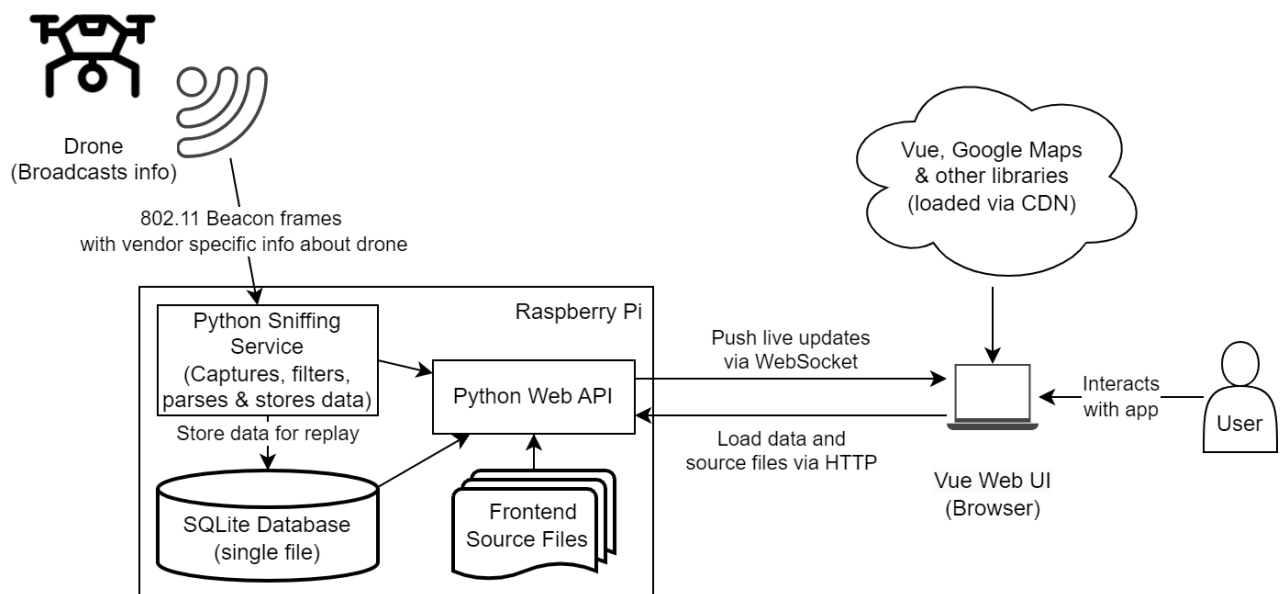 Drone
(Broadcasts info)
802.11 Beacon frames
with vendor specific info about drone
Raspberry Pi
Python Sniffing
Service
(Captures, filters,
parses & stores data)
Store data for replay
SQLite Database
(single file)
Python Web API
Frontend
Source Files
Push live updates
via WebSocket
Load data and
source files via HTTP
Vue, Google Maps
& other libraries
(loaded via CDN)
Vue Web UI
(Browser)
Interacts
with app
User